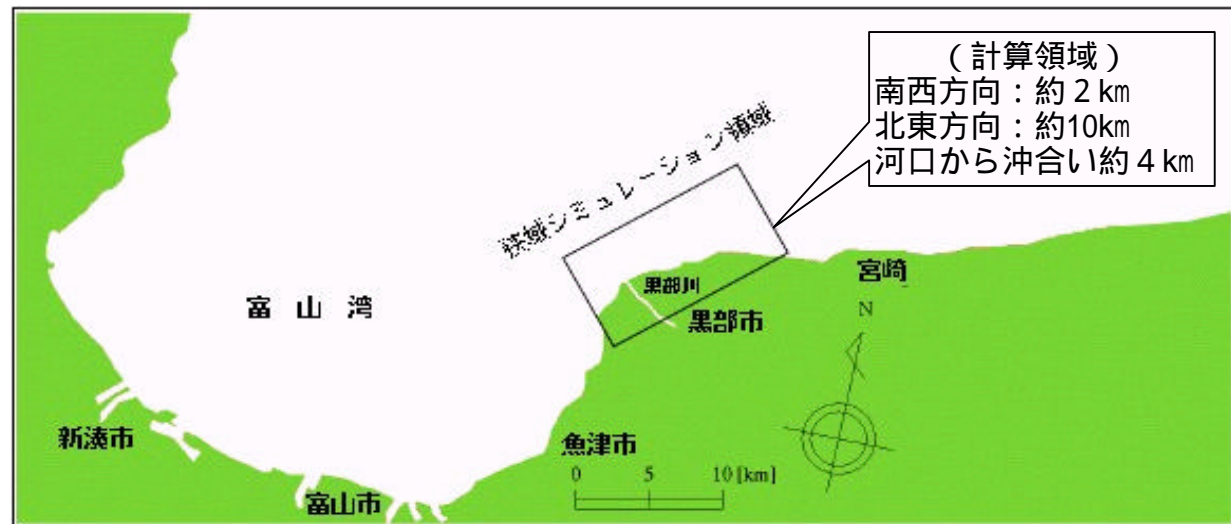 （計算領域）
南西方向：約２㎞
北東方向：約10㎞
河口から沖合い約４㎞
狭域シミュレーション領域
黒部川
宮崎
富山湾
黒部市
N
新湊市
魚津市
0 5 10 [km]
富山市